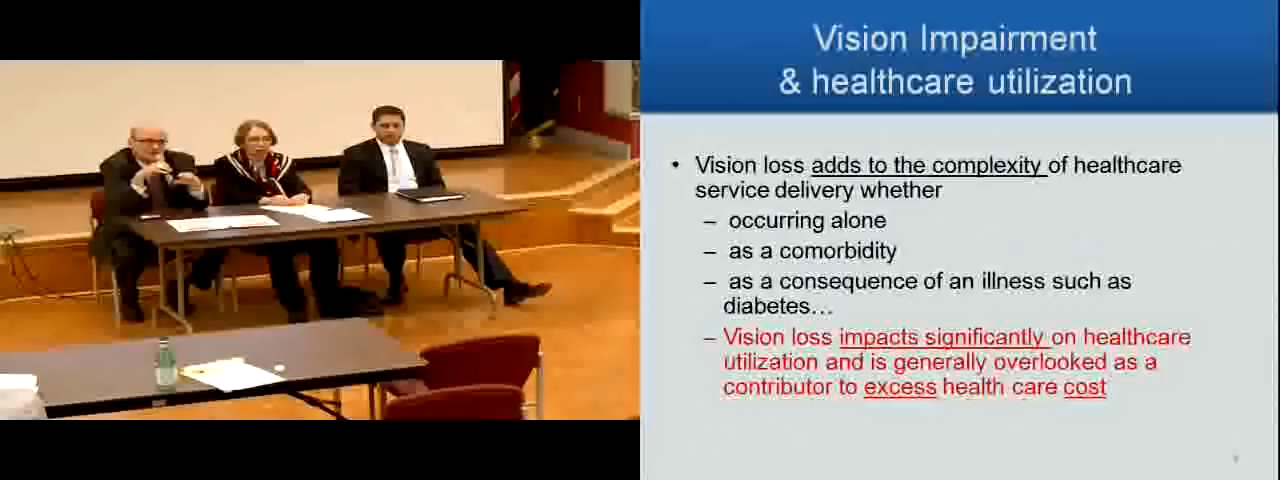 Vision Impairment
& healthcare utilization
• Vision loss adds to the complexity of healthcare
service delivery whether
– occurring alone
– as a comorbidity
– as a consequence of an illness such as
diabetes…
– Vision loss impacts significantly on healthcare
utilization and is generally overlooked as a
contributor to excess health care cost